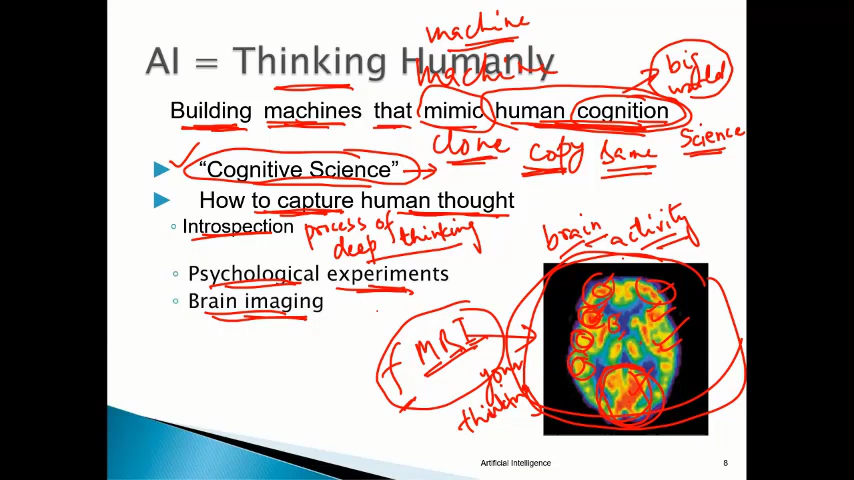 machine
AI = Thinking Humanly
machine
big world
Building machines that mimic human cognition
clone copy same science
"Cognitive Science"
How to capture human thought
Introspection process of deep thinking
brain activity
Psychological experiments
Brain imaging
fMRI
your thinking
Artificial Intelligence 8